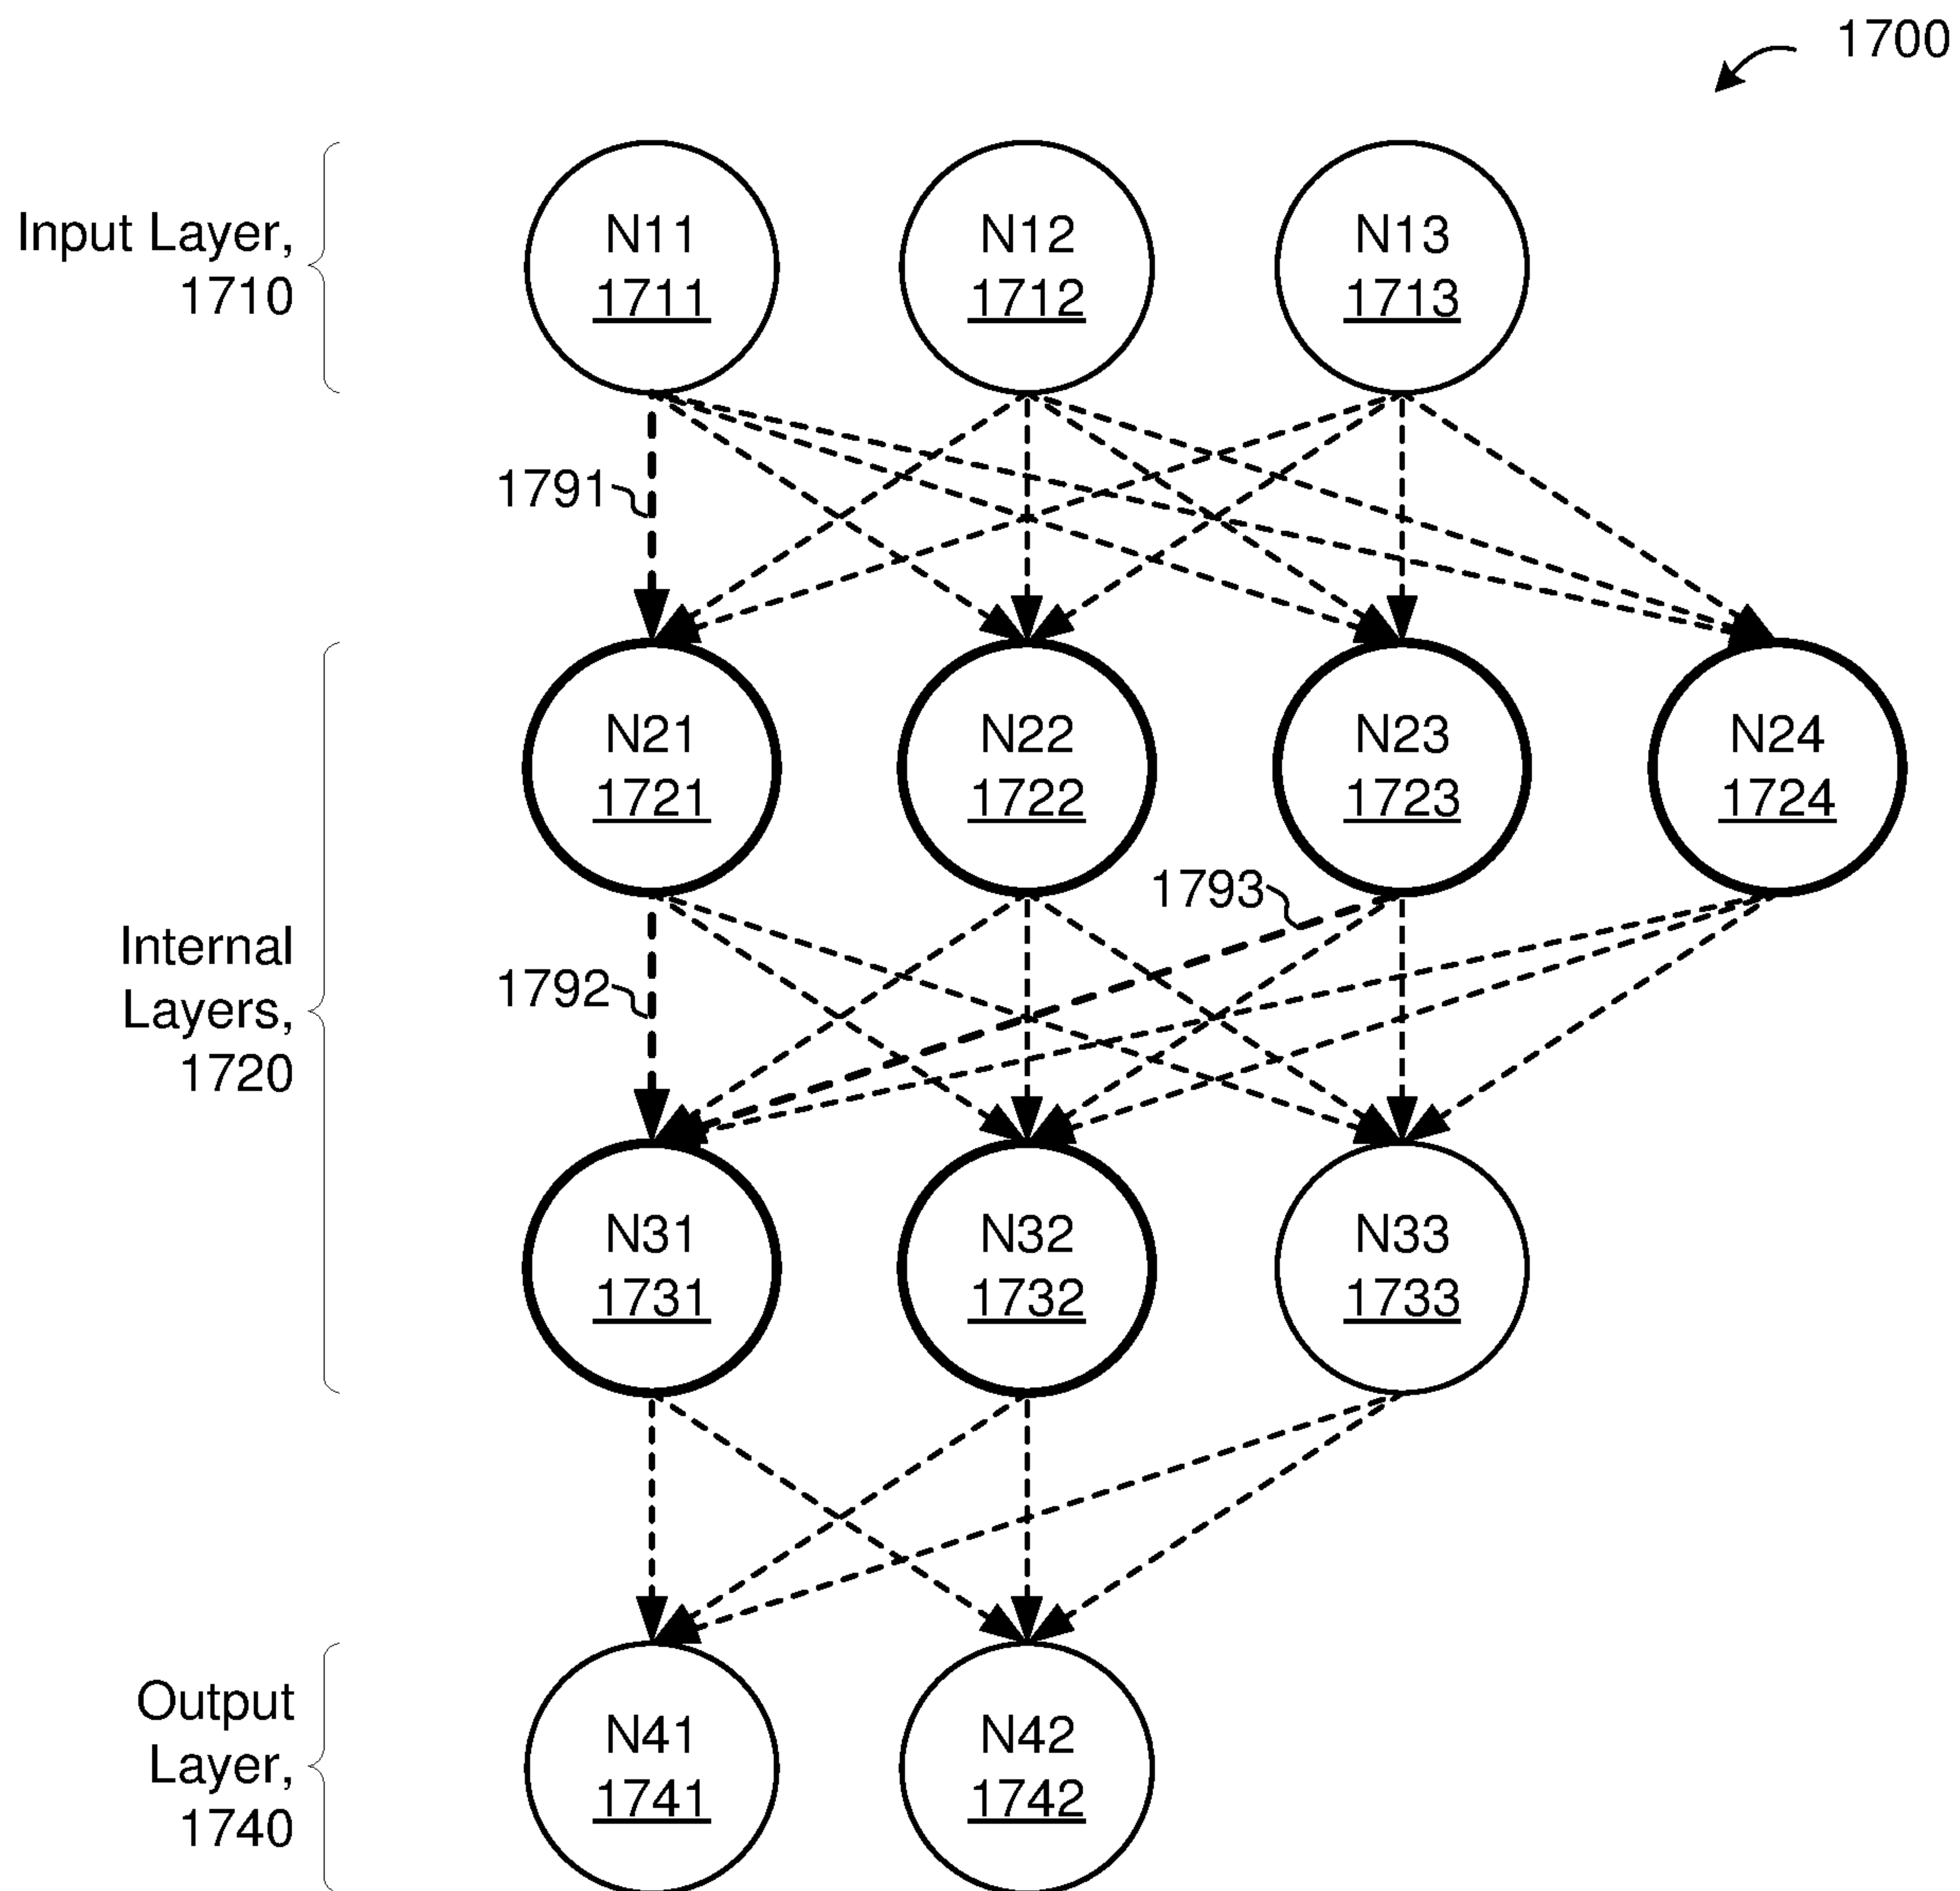 1700
Input Layer,
1710
N11
1711
N12
1712
N13
1713
1791
N21
1721
N22
1722
N23
1723
N24
1724
1793
Internal
Layers,
1720
1792
N31
1731
N32
1732
N33
1733
Output
Layer,
1740
N41
1741
N42
1742